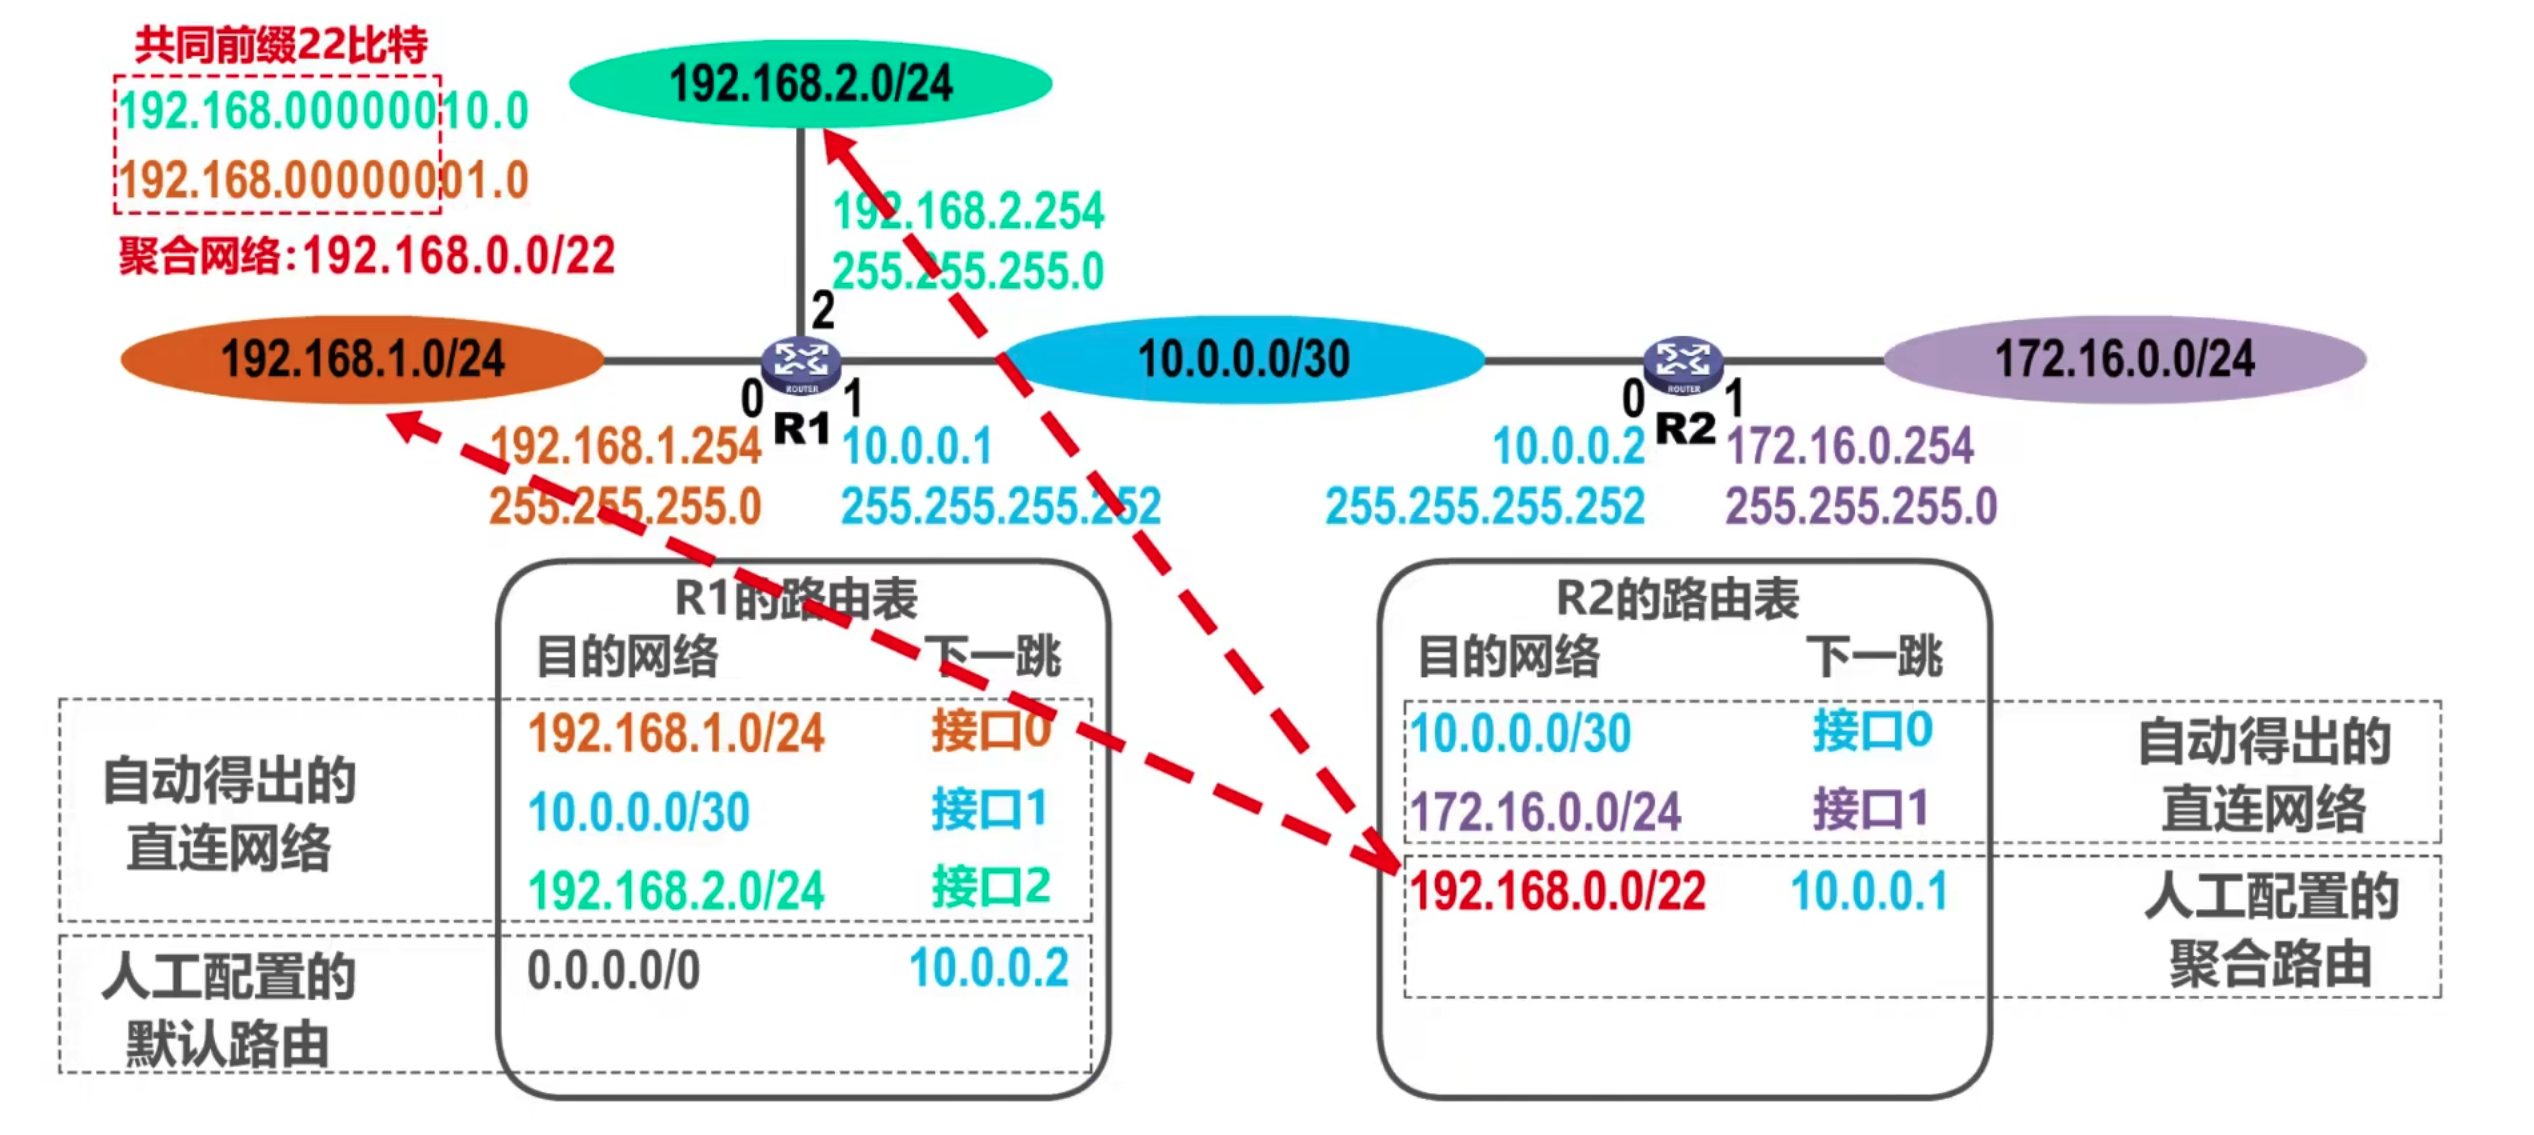 共同前缀22比特
192.168.00000010.0
192.168.00000001.0
聚合网络:192.168.0.0/22
192.168.2.0/24
192.168.2.254
255.255.255.0
2
192.168.1.0/24
ROUTER
10.0.0.0/30
ROUTER
172.16.0.0/24
0
R1
1
0
R2
1
192.168.1.254
255.255.255.0
10.0.0.1
255.255.255.252
10.0.0.2
255.255.255.252
172.16.0.254
255.255.255.0
R1的路由表
目的网络 下一跳
自动得出的
直连网络
192.168.1.0/24 接口0
10.0.0.0/30 接口1
192.168.2.0/24 接口2
人工配置的
默认路由
0.0.0.0/0 10.0.0.2
R2的路由表
目的网络 下一跳
10.0.0.0/30 接口0
172.16.0.0/24 接口1
自动得出的
直连网络
192.168.0.0/22 10.0.0.1
人工配置的
聚合路由